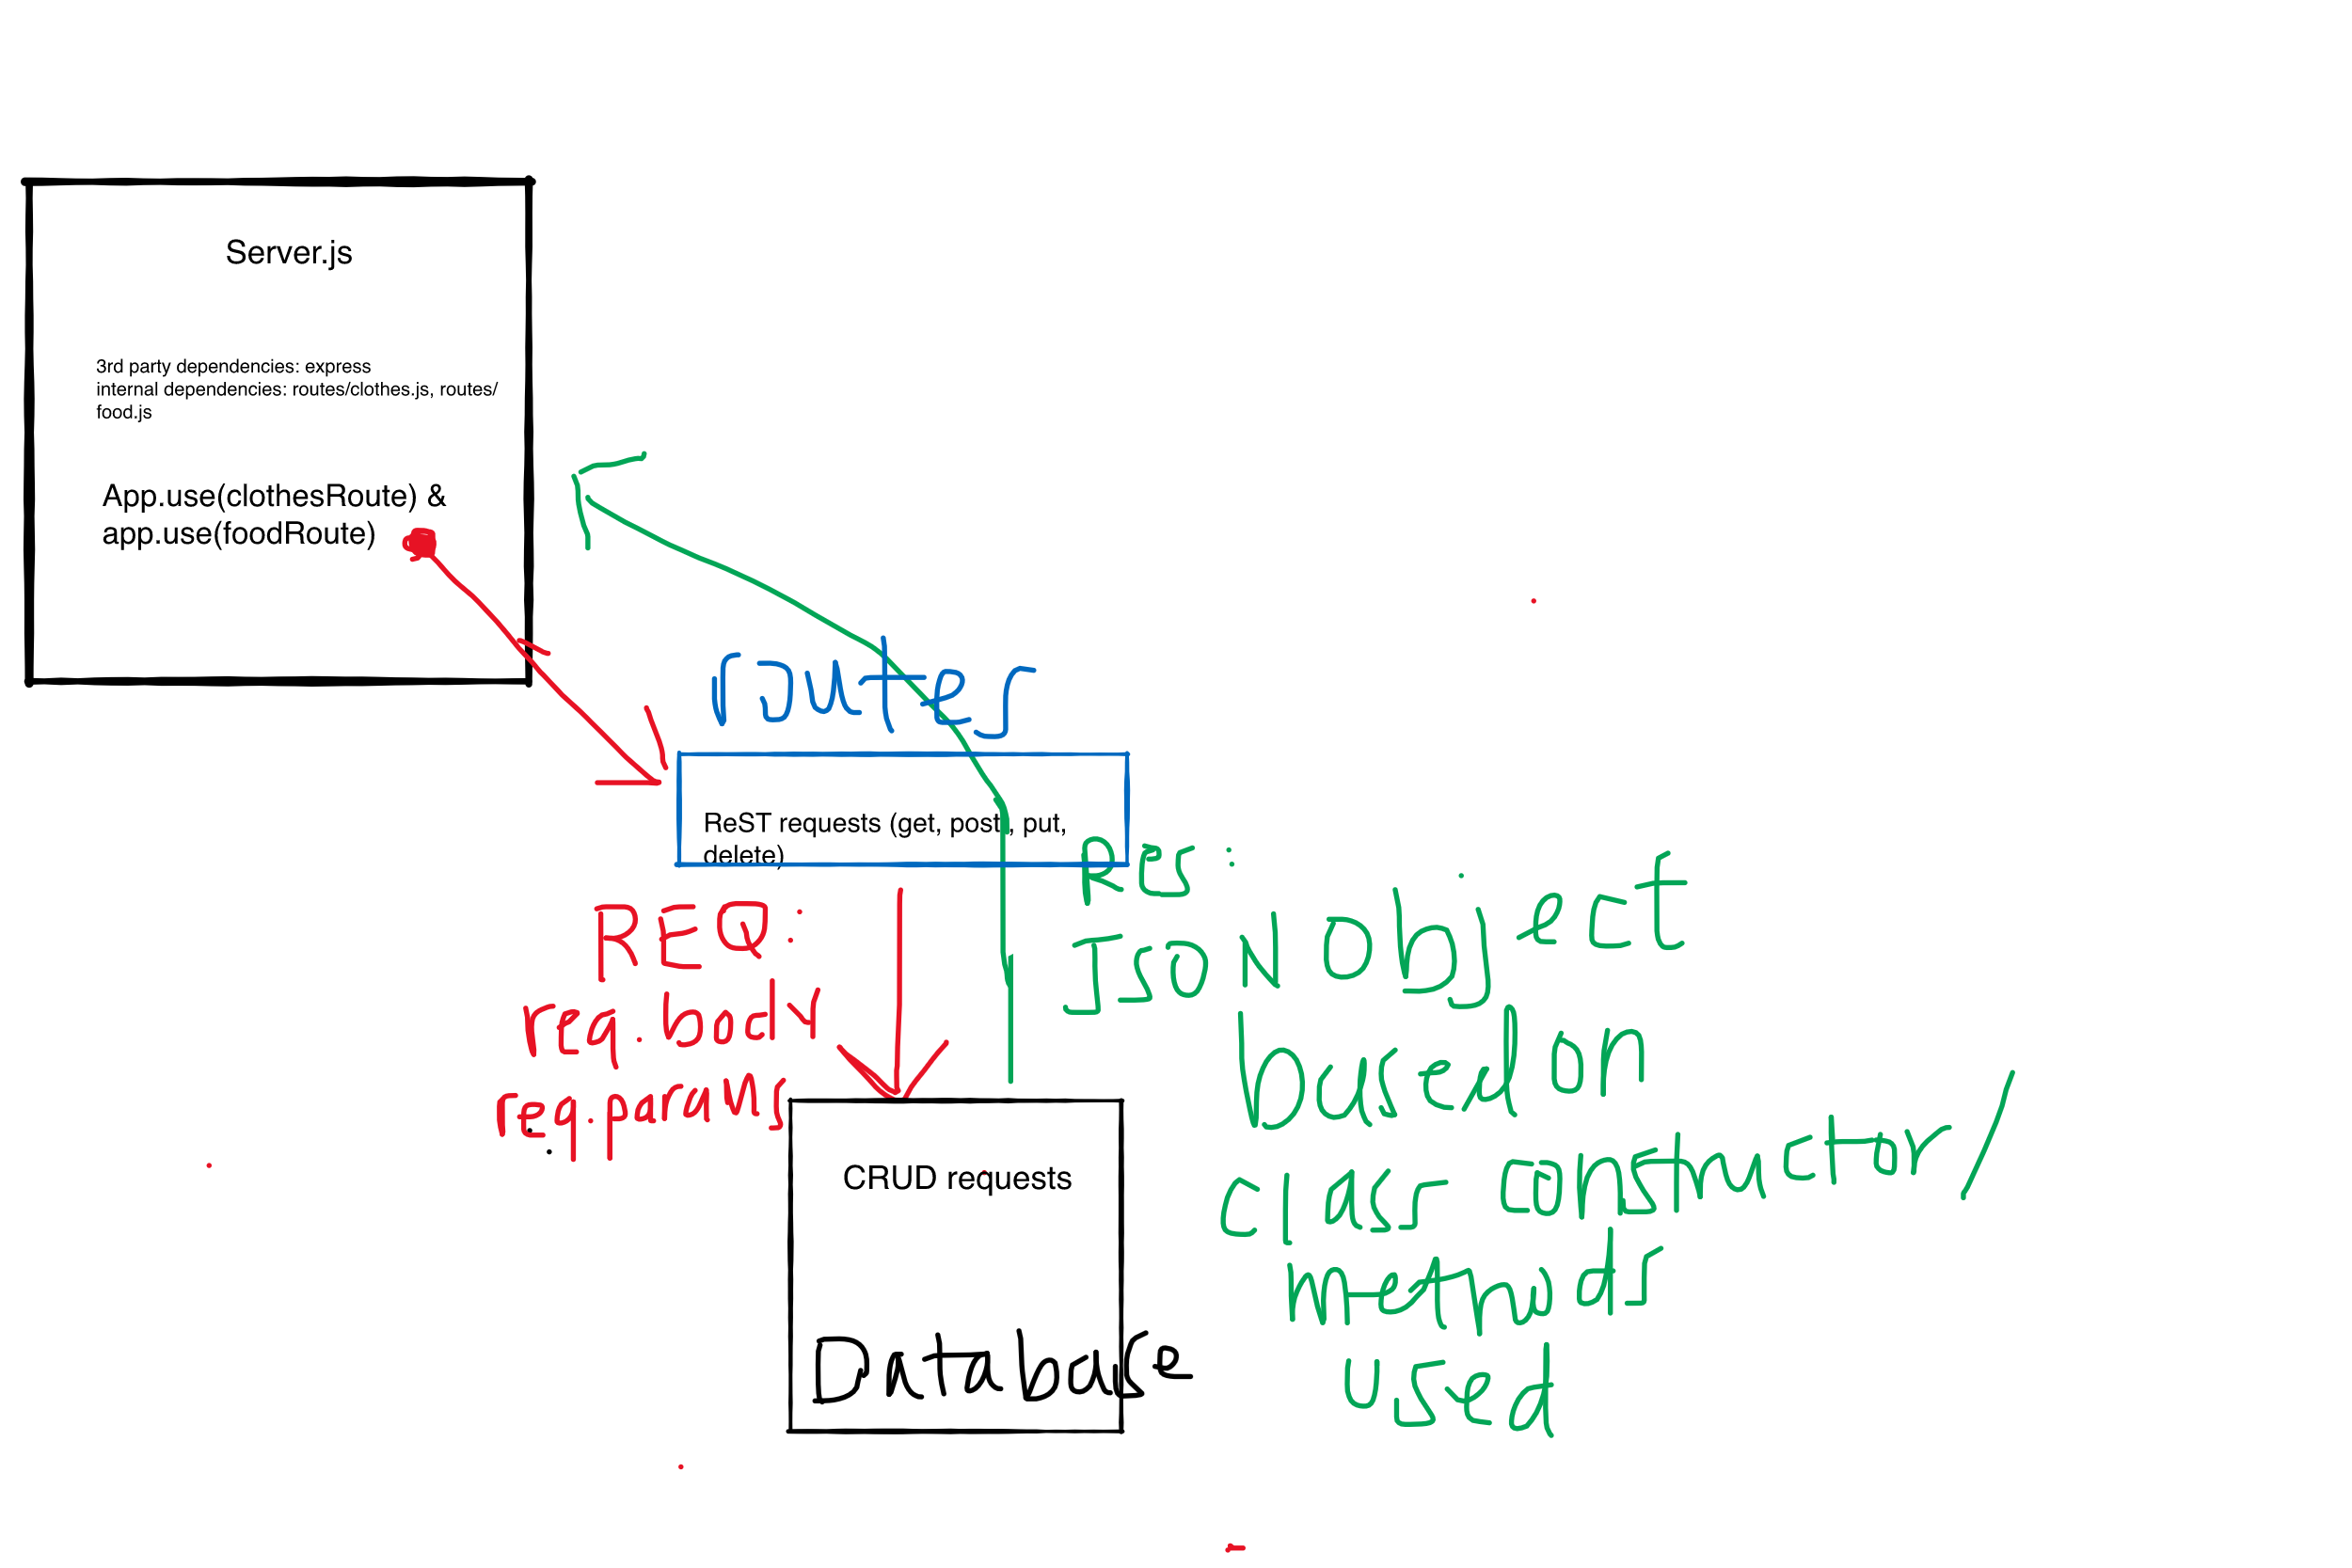 Server.js
3rd party dependencies: express
internal dependencies: routes/clothes.js, routes/
food.js
App.use(clothesRoute) &
app.use(foodRoute)
routes
ReST requests (get, post, put,
delete)
REQ:
req.body
req.params
Res:
JSON Object
based on
class constructor/
methods
used
CRUD requests
Database